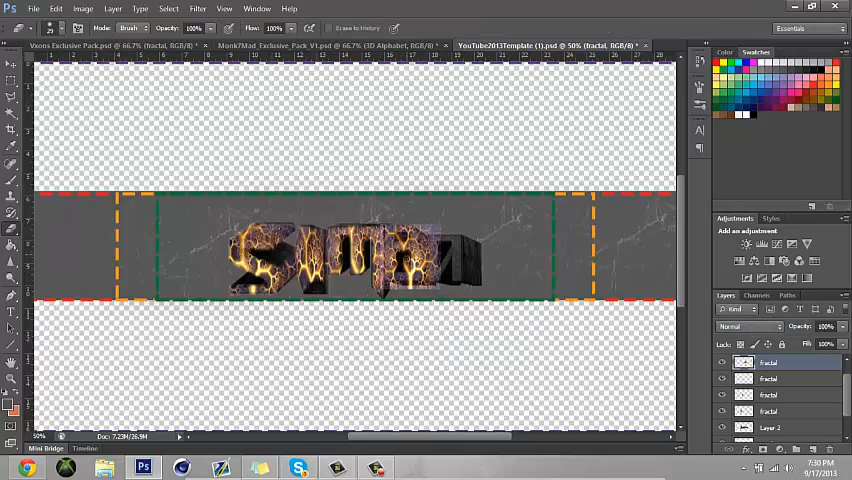 Ps File Edit Image Layer Type Select Filter View Window Help
29 Mode: Brush Opacity: 100% Flow: 100% Erase to History Essentials
Vxons Exclusive Pack.psd @ 66.7% (fractal, RGB/8) * × Monk7Mad_Exclusive_Pack_V1.psd @ 66.7% (3D Alphabet, RGB/8) * × YouTube2013Template (1).psd @ 50% (fractal, RGB/8) * ×
Color Swatches
Adjustments Styles
Add an adjustment
Layers Channels Paths
Kind
Normal Opacity: 100%
Lock: Fill: 100%
fractal
fractal
fractal
fractal
Layer 2
50% Doc: 7.23M/26.9M
Mini Bridge Timeline
7:30 PM
9/17/2013